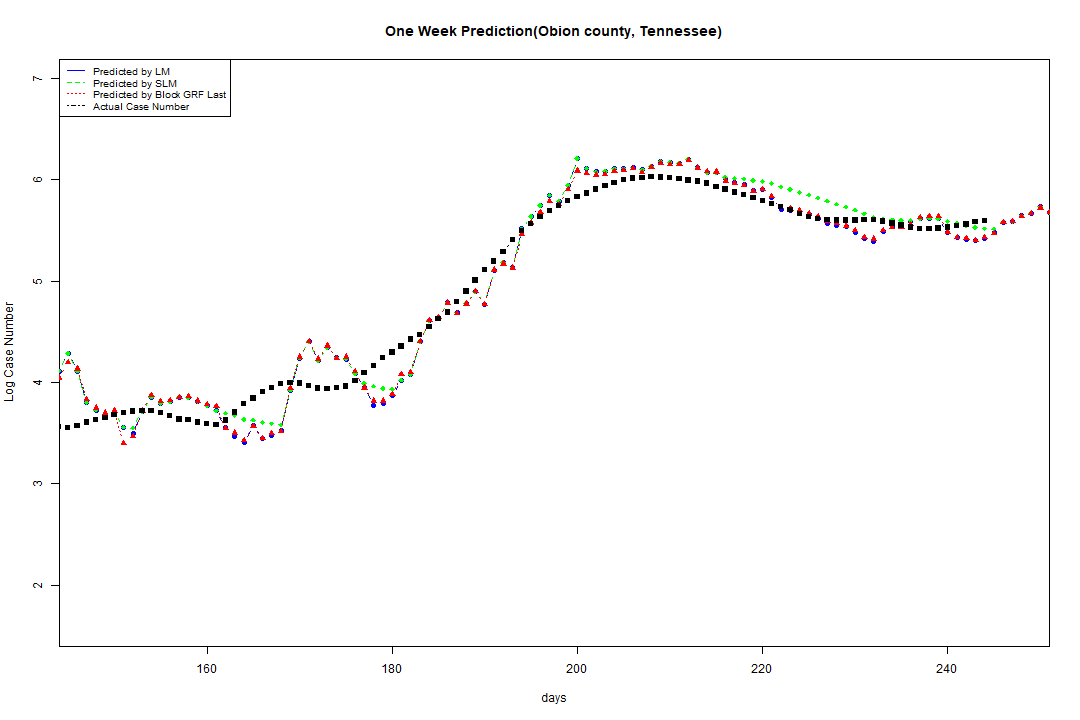 One Week Prediction(Obion county, Tennessee)
Predicted by LM
Predicted by SLM
Predicted by Block GRF Last
Actual Case Number
7
6
5
4
3
2
Log Case Number
160 180 200 220 240
days